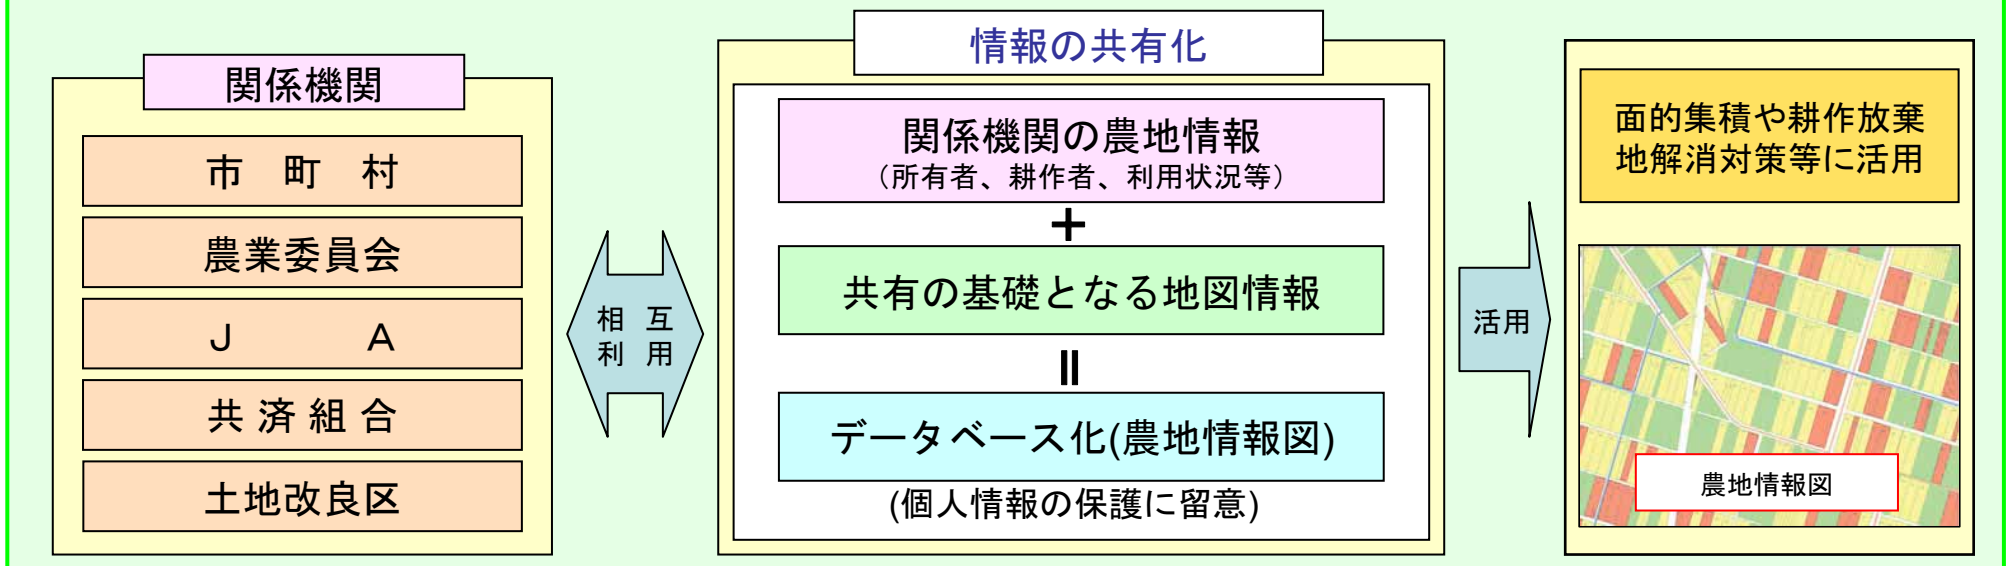 関係機関
市 町 村
農業委員会
J A
共済組合
土地改良区
相 互
利 用
情報の共有化
関係機関の農地情報
（所有者、耕作者、利用状況等）
＋
共有の基礎となる地図情報
＝
データベース化(農地情報図)
(個人情報の保護に留意)
活用
面的集積や耕作放棄
地解消対策等に活用
農地情報図